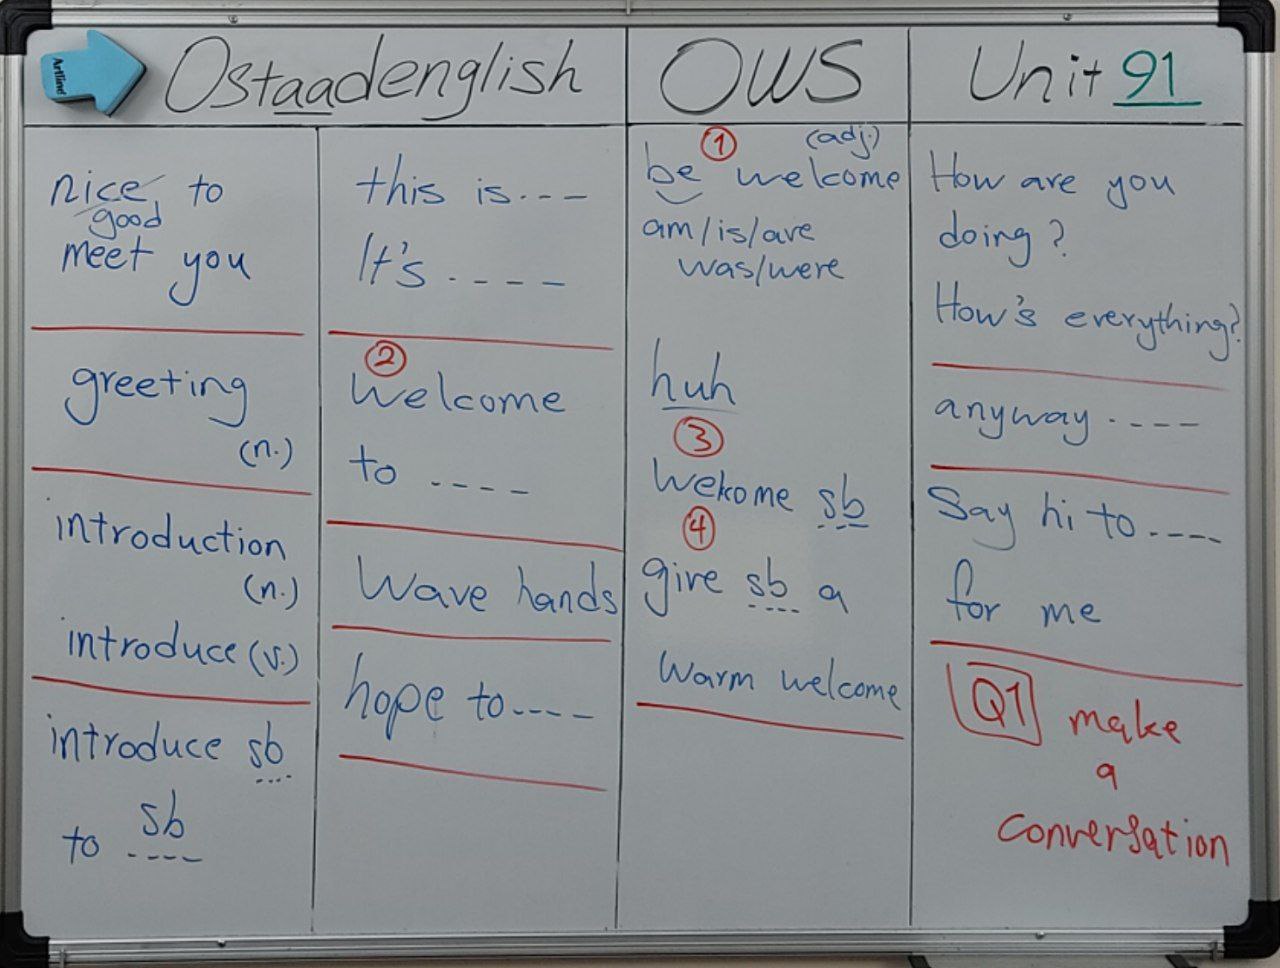 Artline
Ostaadenglish
OWS
Unit 91
nice to
good
meet you
greeting
(n.)
introduction
(n.)
introduce (v.)
introduce sb
to sb
this is---
It's ----
②
Welcome
to ----
Wave hands
hope to----
① (adj.)
be welcome
am/is/are
was/were
huh
③
Welcome sb
④
give sb a
Warm welcome
How are you
doing?
How's everything?
anyway ----
Say hi to ----
for me
Q1 make
a
conversation